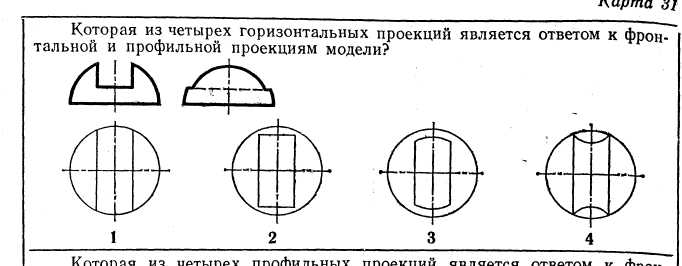 Карта 31
Которая из четырех горизонтальных проекций является ответом к фрон-
тальной и профильной проекциям модели?
1 2 3 4
Которая из четырех профильных проекций является ответом к фрон-